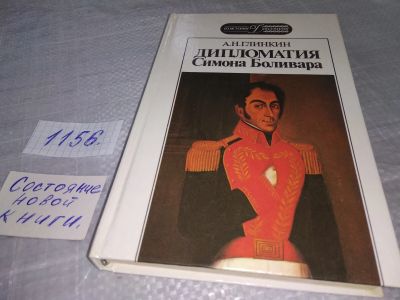 А.Н.ГЛИНКИН
ДИПЛОМАТИЯ
Симона Боливара
1156.
Состояние
новой
книги.